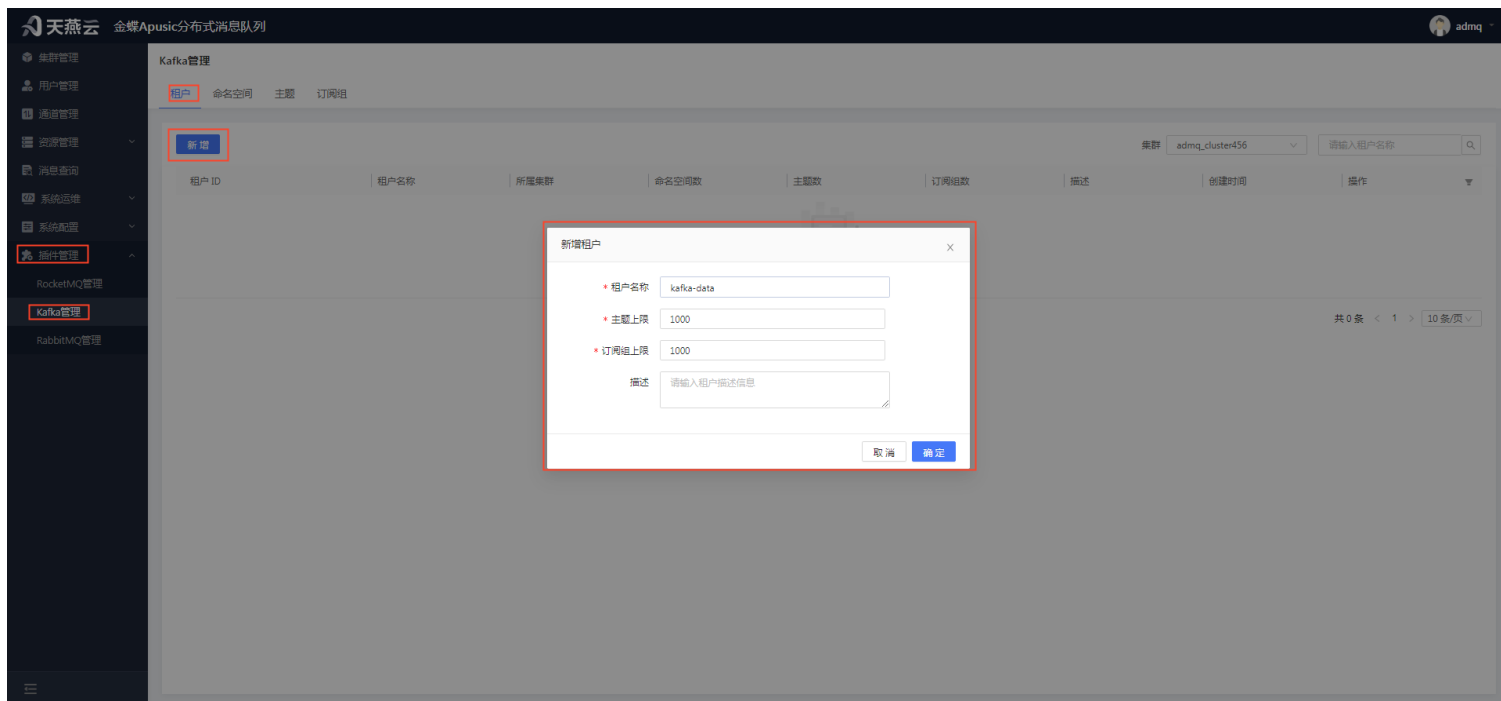 天燕云 金蝶Apusic分布式消息队列
admq
集群管理
用户管理
通道管理
资源管理
消息查询
系统运维
系统配置
插件管理
RocketMQ管理
Kafka管理
RabbitMQ管理
Kafka管理
租户 命名空间 主题 订阅组
新 增
集群 admq_cluster456 请输入租户名称
租户 ID 租户名称 所属集群 命名空间数 主题数 订阅组数 描述 创建时间 操作
新增租户
* 租户名称 kafka-data
* 主题上限 1000
* 订阅组上限 1000
描述 请输入租户描述信息
取 消 确 定
共 0 条 < 1 > 10 条/页